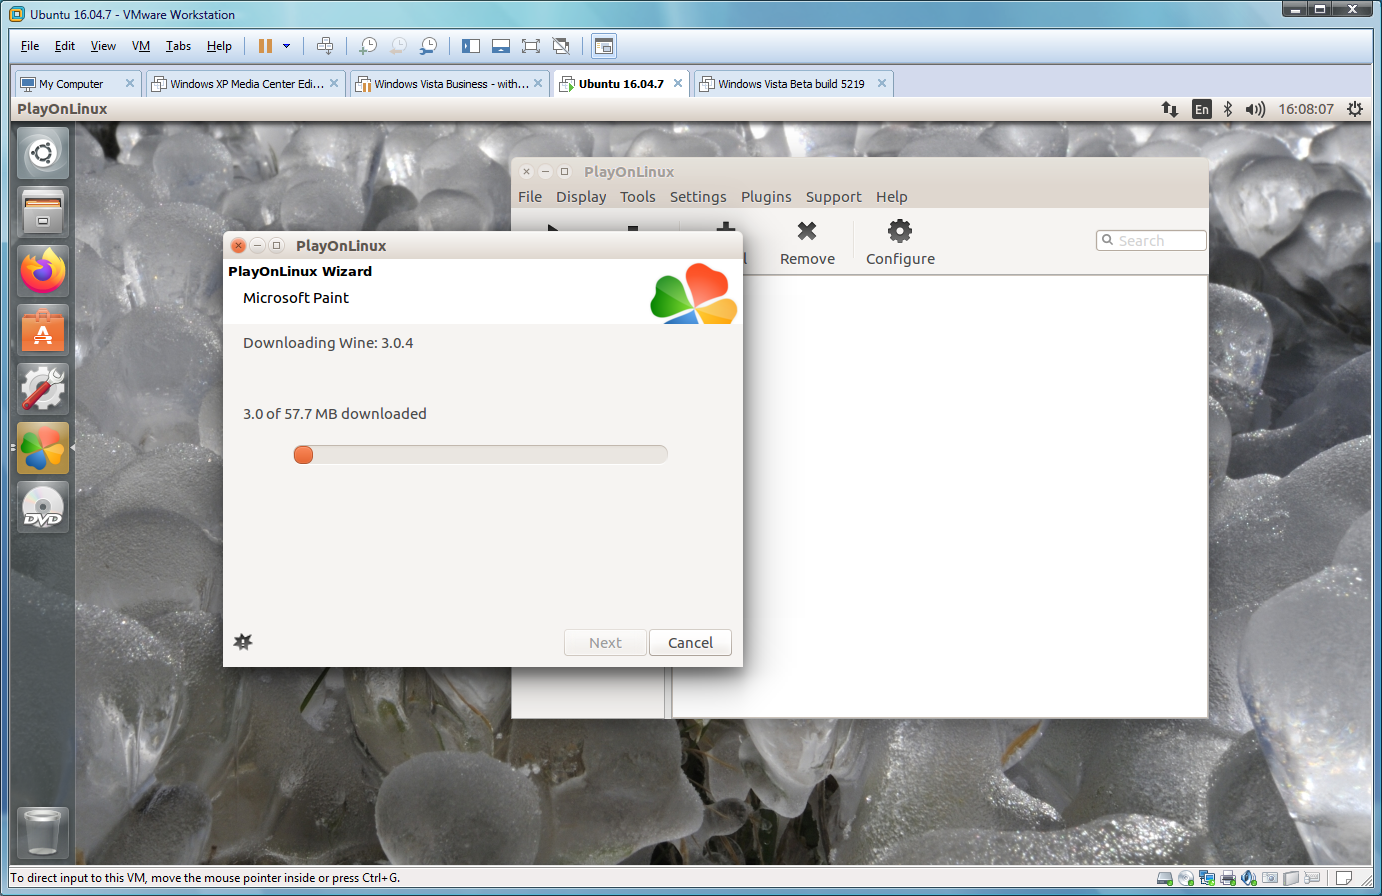 Ubuntu 16.04.7 - VMware Workstation
File Edit View VM Tabs Help
My Computer Windows XP Media Center Edi... Windows Vista Business - with... Ubuntu 16.04.7 Windows Vista Beta build 5219
PlayOnLinux En 16:08:07
PlayOnLinux
File Display Tools Settings Plugins Support Help
Remove Configure Search
PlayOnLinux
PlayOnLinux Wizard
Microsoft Paint
Downloading Wine: 3.0.4
3.0 of 57.7 MB downloaded
Next Cancel
A
DVD
To direct input to this VM, move the mouse pointer inside or press Ctrl+G.